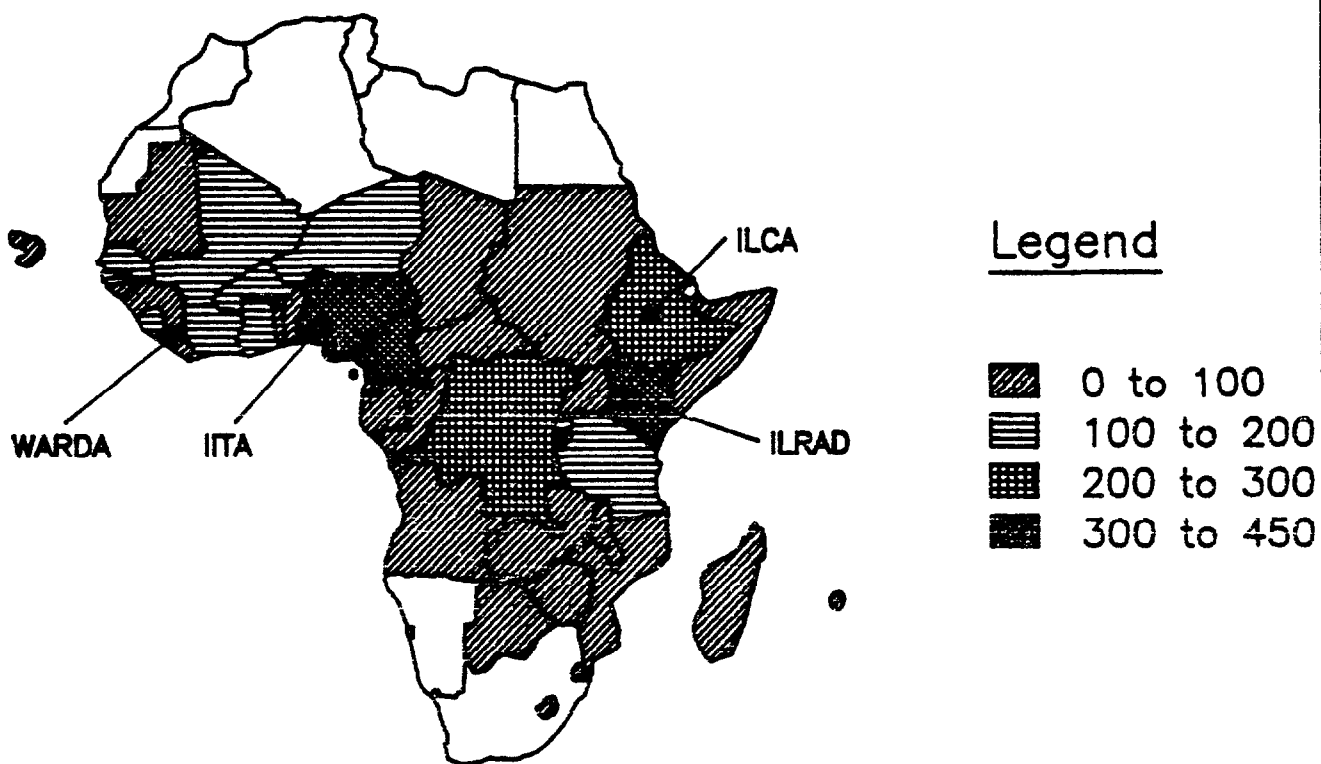 ILCA
WARDA
IITA
ILRAD
Legend
0 to 100
100 to 200
200 to 300
300 to 450